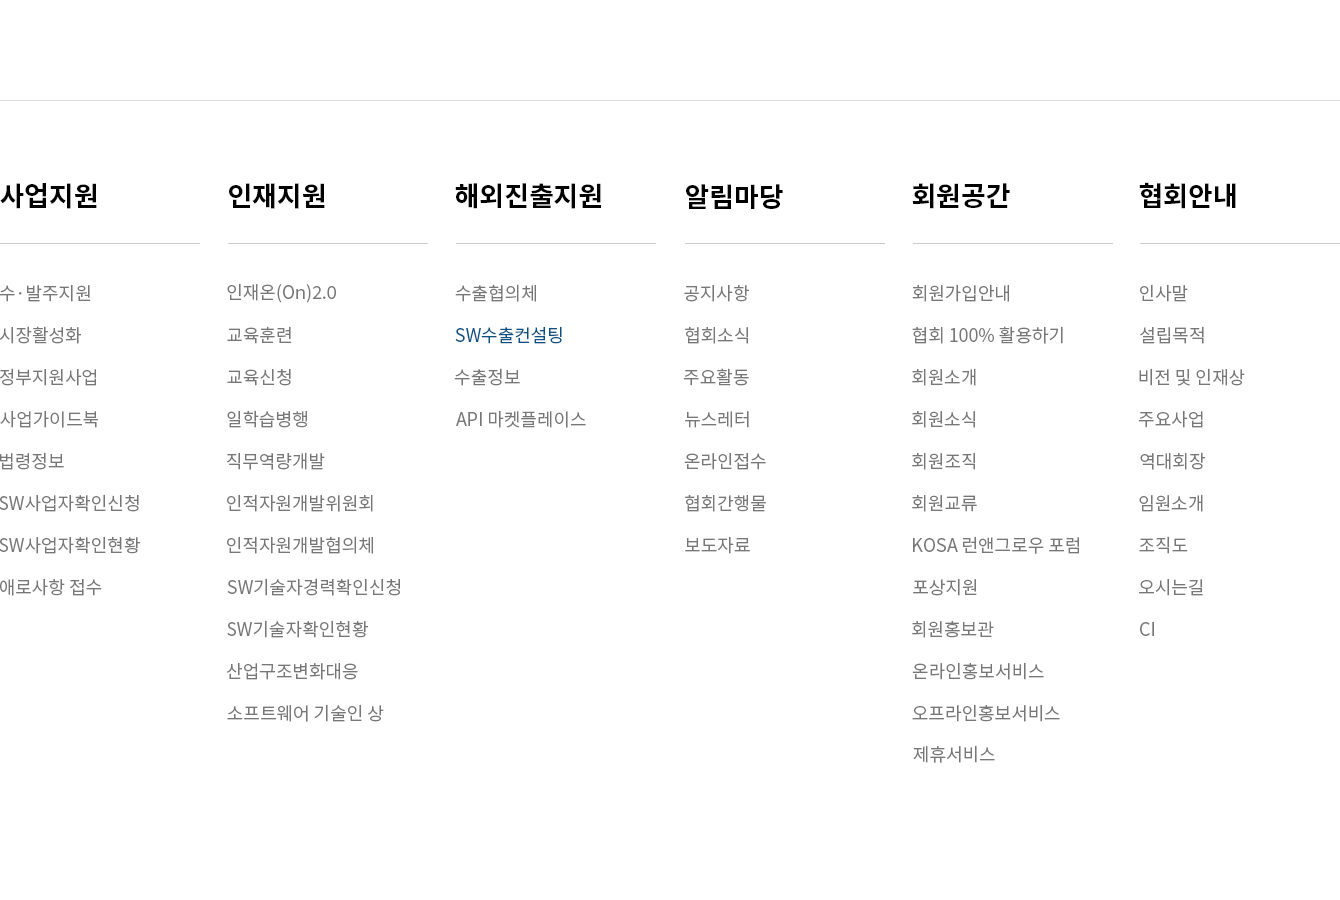 사업지원
수·발주지원
시장활성화
정부지원사업
사업가이드북
법령정보
SW사업자확인신청
SW사업자확인현황
애로사항 접수
인재지원
인재온(On)2.0
교육훈련
교육신청
일학습병행
직무역량개발
인적자원개발위원회
인적자원개발협의체
SW기술자경력확인신청
SW기술자확인현황
산업구조변화대응
소프트웨어 기술인 상
해외진출지원
수출협의체
SW수출컨설팅
수출정보
API 마켓플레이스
알림마당
공지사항
협회소식
주요활동
뉴스레터
온라인접수
협회간행물
보도자료
회원공간
회원가입안내
협회 100% 활용하기
회원소개
회원소식
회원조직
회원교류
KOSA 런앤그로우 포럼
포상지원
회원홍보관
온라인홍보서비스
오프라인홍보서비스
제휴서비스
협회안내
인사말
설립목적
비전 및 인재상
주요사업
역대회장
임원소개
조직도
오시는길
CI